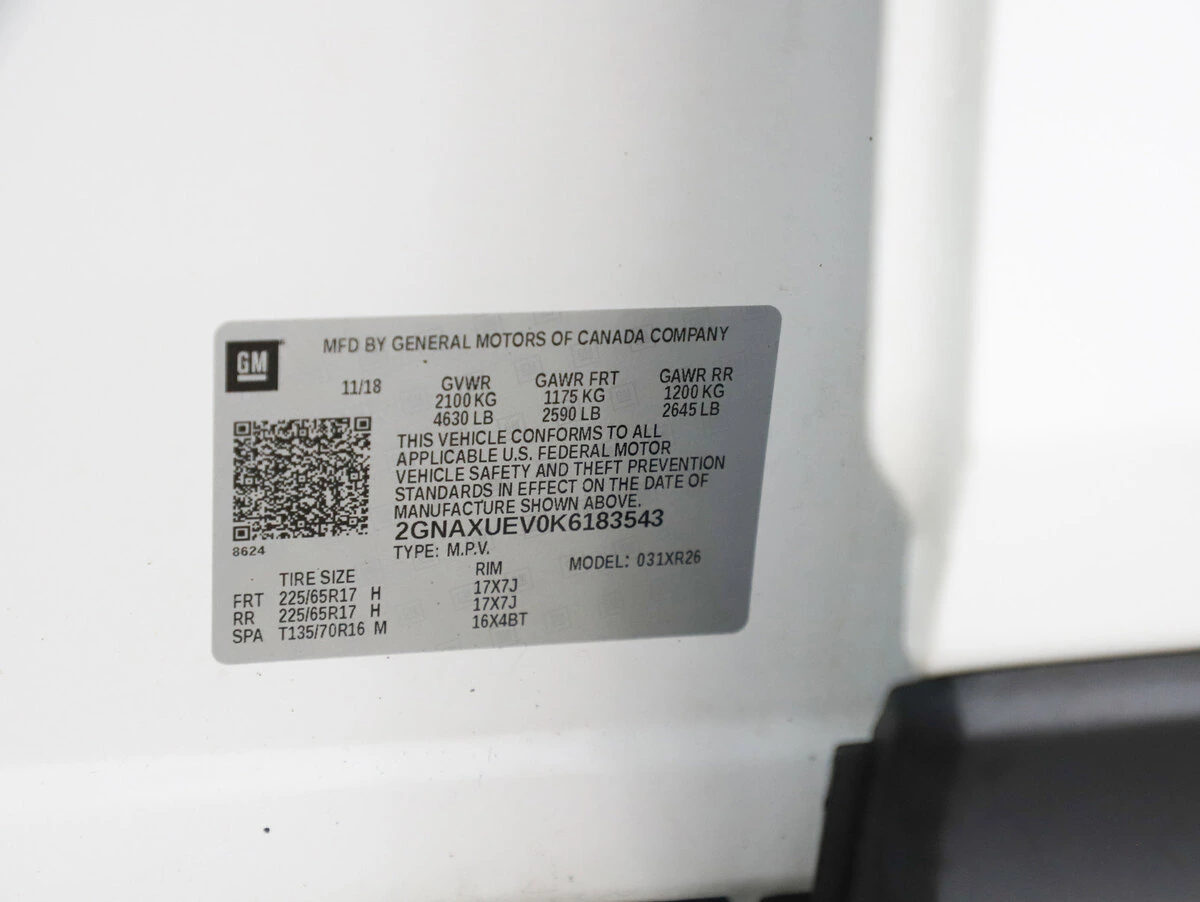 GM
MFD BY GENERAL MOTORS OF CANADA COMPANY
11/18
GVWR GAWR FRT GAWR RR
2100 KG 1175 KG 1200 KG
4630 LB 2590 LB 2645 LB
THIS VEHICLE CONFORMS TO ALL
APPLICABLE U.S. FEDERAL MOTOR
VEHICLE SAFETY AND THEFT PREVENTION
STANDARDS IN EFFECT ON THE DATE OF
MANUFACTURE SHOWN ABOVE.
2GNAXUEV0K6183543
8624
TYPE: M.P.V. MODEL: 031XR26
TIRE SIZE RIM
FRT 225/65R17 H 17X7J
RR 225/65R17 H 17X7J
SPA T135/70R16 M 16X4BT